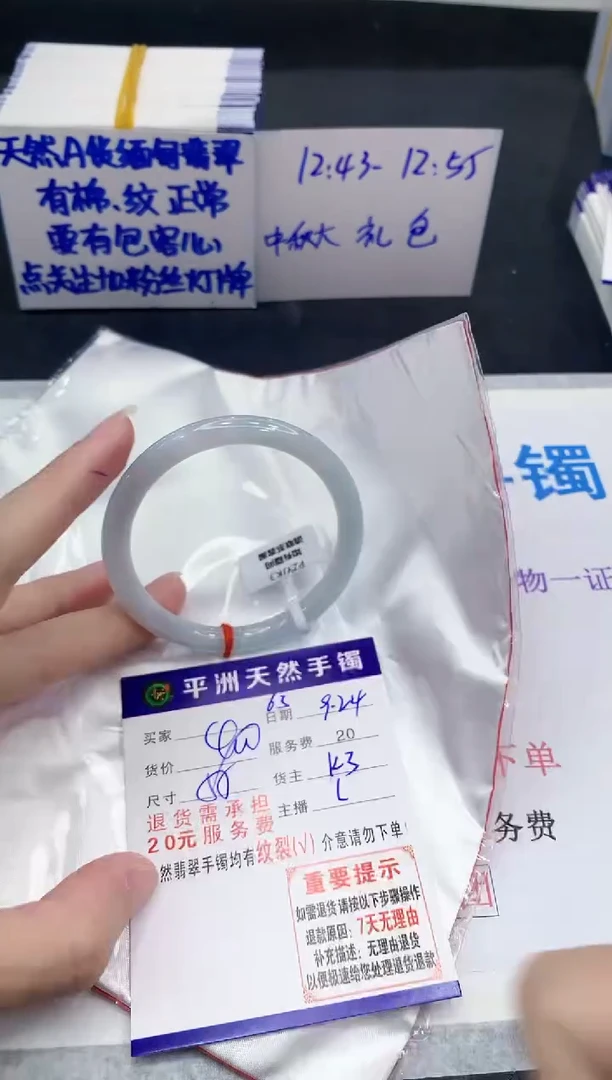 天然A货缅甸翡翠
有棉、纹 正常
要有包容心
点关注加粉丝灯牌
12:43- 12:55
中秋大 礼 包
手镯
物一证
平洲天然手镯
63
买家
日期 9.24
货价
服务费 20
尺寸
货主 K3
退货需承担
主播 L
20元服务费
然翡翠手镯均有纹裂(√) 介意请勿下单!
重要提示
如需退货请按以下步骤操作
退款原因：7天无理由
补充描述：无理由退货
以便极速给您处理退货退款
下单
务费